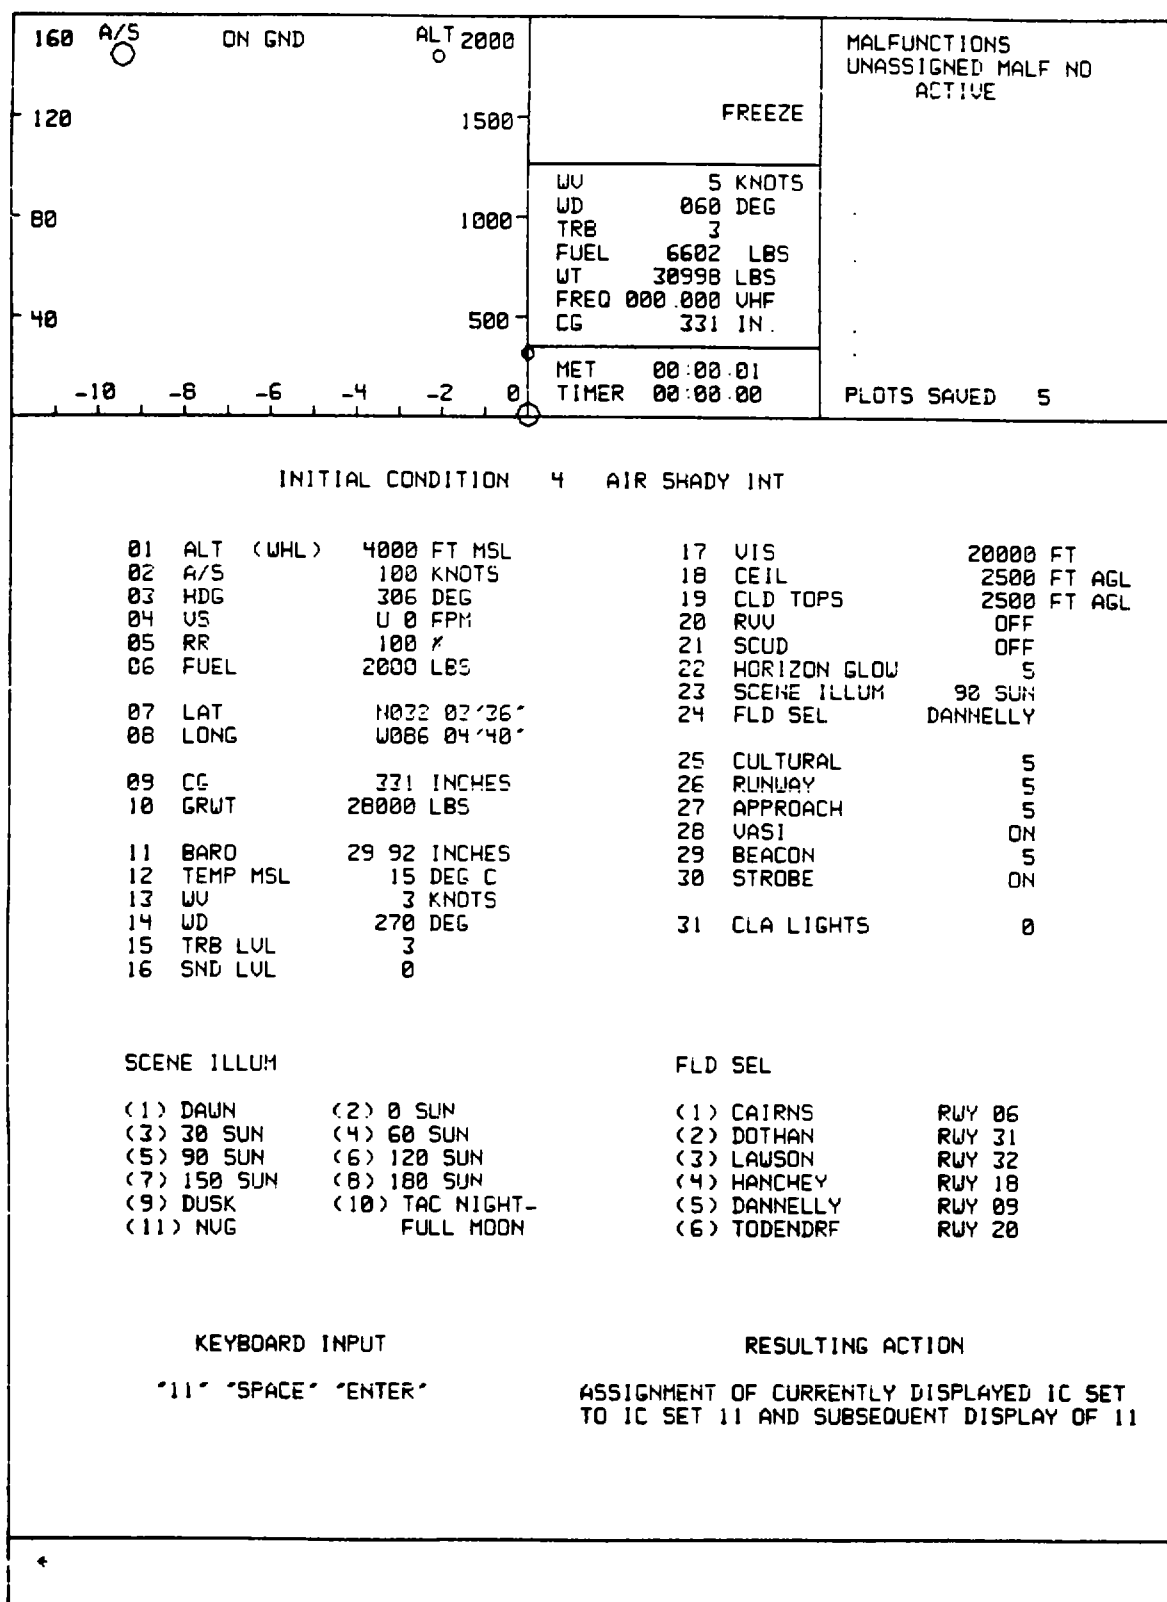 160 A/S ON GND ALT 2000
120 1500
80 1000
40 500
-10 -8 -6 -4 -2 0
FREEZE
WV 5 KNOTS
WD 060 DEG
TRB 3
FUEL 6602 LBS
WT 30998 LBS
FREQ 000.000 VHF
CG 331 IN.
MET 00:00.01
TIMER 00:00.00
MALFUNCTIONS
UNASSIGNED MALF NO
ACTIVE
PLOTS SAVED 5
INITIAL CONDITION 4 AIR SHADY INT
01 ALT (WHL) 4000 FT MSL
02 A/S 100 KNOTS
03 HDG 306 DEG
04 VS U 0 FPM
05 RR 100 %
06 FUEL 2000 LBS
07 LAT N032 03'36"
08 LONG W086 04'40"
09 CG 331 INCHES
10 GRWT 28000 LBS
11 BARO 29 92 INCHES
12 TEMP MSL 15 DEG C
13 WV 3 KNOTS
14 WD 270 DEG
15 TRB LVL 3
16 SND LVL 0
17 VIS 20000 FT
18 CEIL 2500 FT AGL
19 CLD TOPS 2500 FT AGL
20 RVV OFF
21 SCUD OFF
22 HORIZON GLOW 5
23 SCENE ILLUM 90 SUN
24 FLD SEL DANNELLY
25 CULTURAL 5
26 RUNWAY 5
27 APPROACH 5
28 VASI ON
29 BEACON 5
30 STROBE ON
31 CLA LIGHTS 0
SCENE ILLUM
(1) DAWN (2) 0 SUN
(3) 30 SUN (4) 60 SUN
(5) 90 SUN (6) 120 SUN
(7) 150 SUN (8) 180 SUN
(9) DUSK (10) TAC NIGHT-
(11) NVG FULL MOON
FLD SEL
(1) CAIRNS RWY 06
(2) DOTHAN RWY 31
(3) LAWSON RWY 32
(4) HANCHEY RWY 18
(5) DANNELLY RWY 09
(6) TODENDRF RWY 20
KEYBOARD INPUT
"11" "SPACE" "ENTER"
RESULTING ACTION
ASSIGNMENT OF CURRENTLY DISPLAYED IC SET
TO IC SET 11 AND SUBSEQUENT DISPLAY OF 11